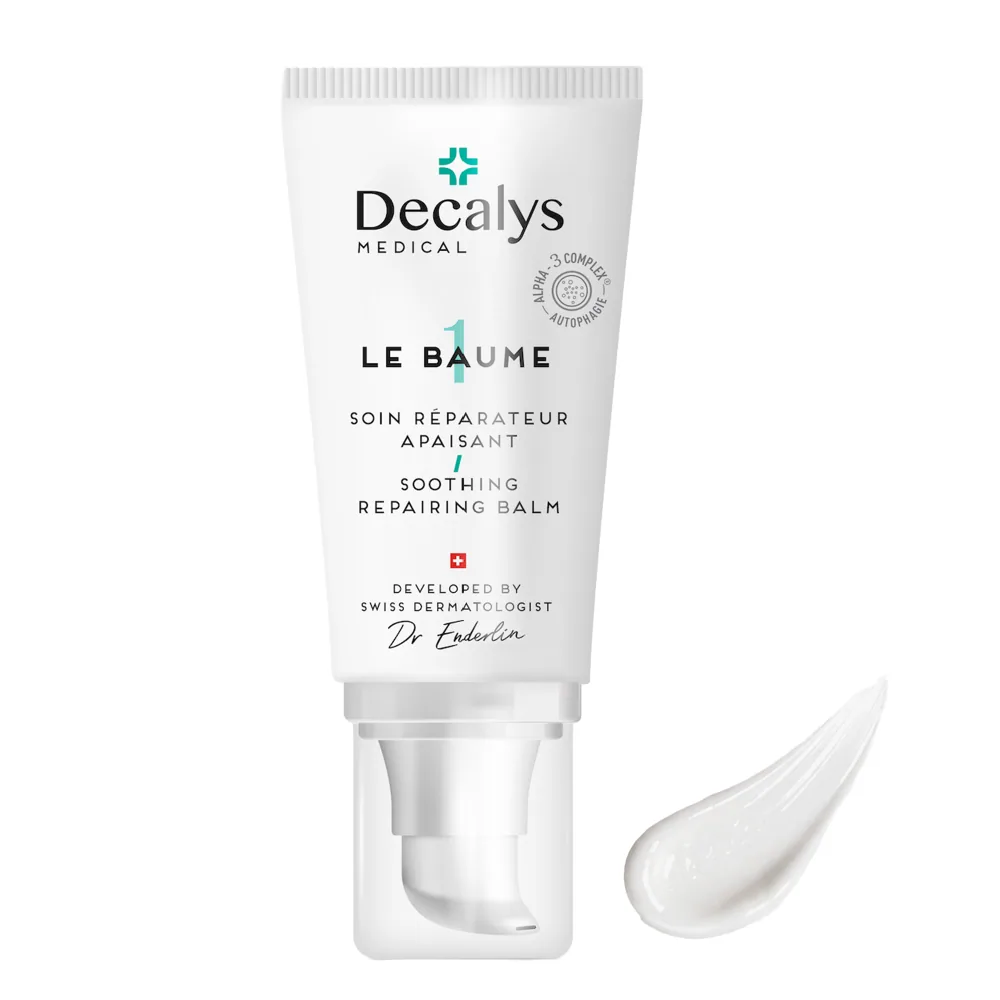 Decalys
MEDICAL
ALPHA-3 COMPLEX®
AUTOPHAGIE
1
LE BAUME
SOIN RÉPARATEUR
APAISANT
/
SOOTHING
REPAIRING BALM
DEVELOPED BY
SWISS DERMATOLOGIST
Dr Enderlin